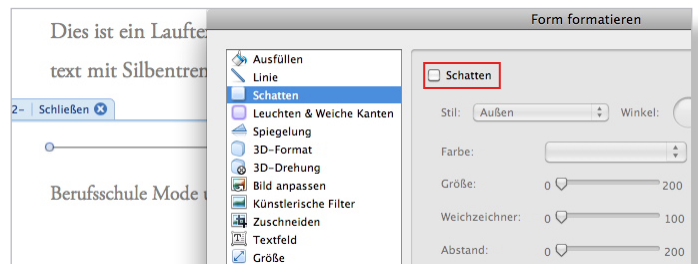 Dies ist ein Laufte
text mit Silbentren
2- Schließen
Berufsschule Mode u
Form formatieren
Ausfüllen
Linie
Schatten
Leuchten & Weiche Kanten
Spiegelung
3D-Format
3D-Drehung
Bild anpassen
Künstlerische Filter
Zuschneiden
Textfeld
Größe
Schatten
Stil: Außen Winkel:
Farbe:
Größe: 0 200
Weichzeichner: 0 100
Abstand: 0 200